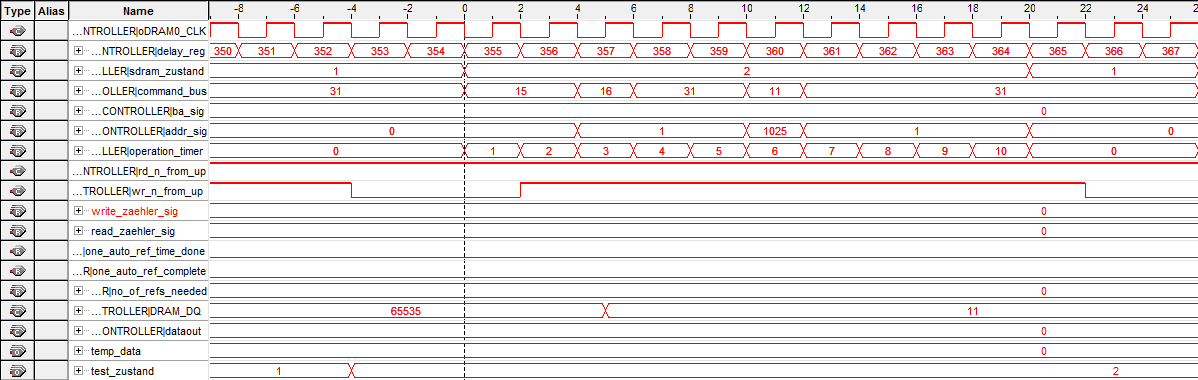 Type Alias Name -8 -6 -4 -2 0 2 4 6 8 10 12 14 16 18 20 22 24 2
...NTROLLER|oDRAM0_CLK
...NTROLLER|delay_reg 350 351 352 353 354 355 356 357 358 359 360 361 362 363 364 365 366 367
...LLER|sdram_zustand 1 2 1
...OLLER|command_bus 31 15 16 31 11 31
...CONTROLLER|ba_sig 0
...ONTROLLER|addr_sig 0 1 1025 1 0
...LLER|operation_timer 0 1 2 3 4 5 6 7 8 9 10 0
...NTROLLER|rd_n_from_up
...TROLLER|wr_n_from_up
write_zaehler_sig 0
read_zaehler_sig 0
...|one_auto_ref_time_done
...R|one_auto_ref_complete
...R|no_of_refs_needed 0
...TROLLER|DRAM_DQ 65535 11
...ONTROLLER|dataout 0
temp_data 0
test_zustand 1 2